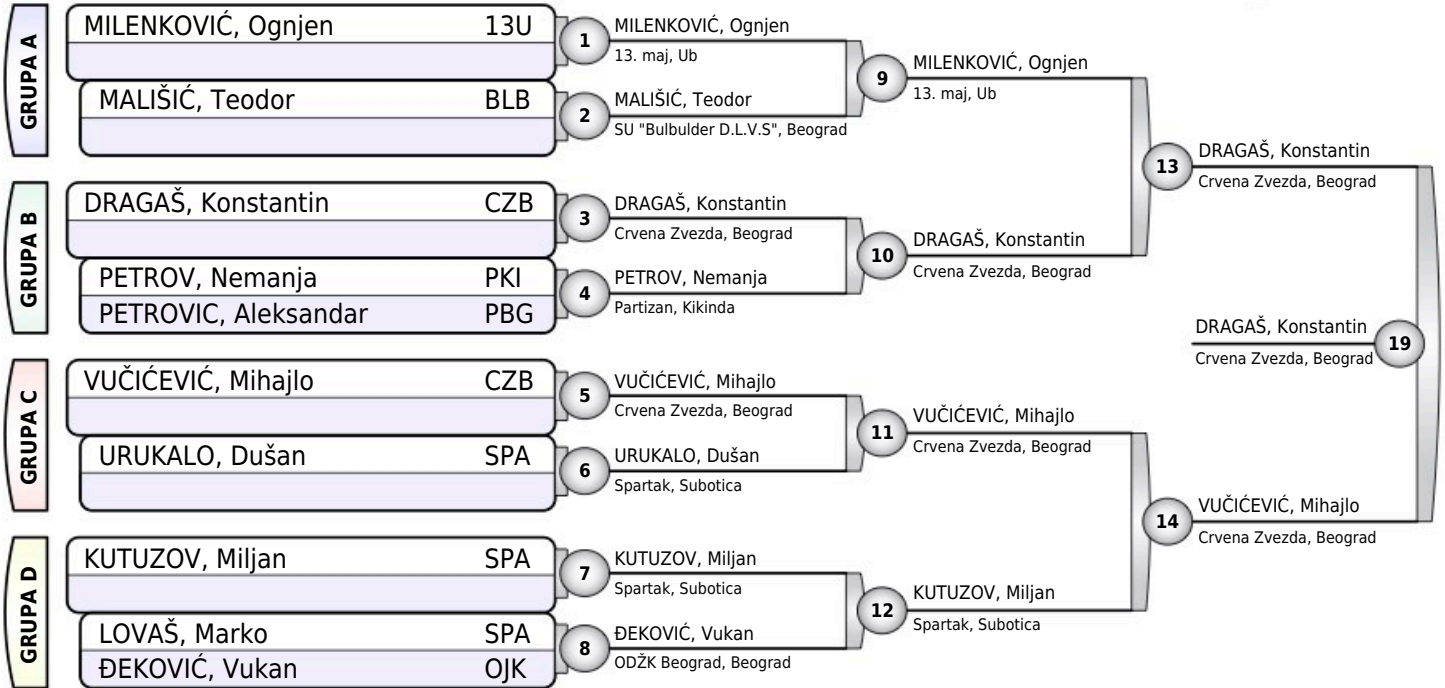 GRUPA A
MILENKOVIĆ, Ognjen 13U
MALIŠIĆ, Teodor BLB
1
MILENKOVIĆ, Ognjen
13. maj, Ub
2
MALIŠIĆ, Teodor
SU "Bulbulder D.L.V.S", Beograd
9
MILENKOVIĆ, Ognjen
13. maj, Ub
GRUPA B
DRAGAŠ, Konstantin CZB
PETROV, Nemanja PKI
PETROVIC, Aleksandar PBG
3
DRAGAŠ, Konstantin
Crvena Zvezda, Beograd
4
PETROV, Nemanja
Partizan, Kikinda
10
DRAGAŠ, Konstantin
Crvena Zvezda, Beograd
13
DRAGAŠ, Konstantin
Crvena Zvezda, Beograd
GRUPA C
VUČIĆEVIĆ, Mihajlo CZB
URUKALO, Dušan SPA
5
VUČIĆEVIĆ, Mihajlo
Crvena Zvezda, Beograd
6
URUKALO, Dušan
Spartak, Subotica
11
VUČIĆEVIĆ, Mihajlo
Crvena Zvezda, Beograd
GRUPA D
KUTUZOV, Miljan SPA
LOVAŠ, Marko SPA
ĐEKOVIĆ, Vukan OJK
7
KUTUZOV, Miljan
Spartak, Subotica
8
ĐEKOVIĆ, Vukan
ODŽK Beograd, Beograd
12
KUTUZOV, Miljan
Spartak, Subotica
14
VUČIĆEVIĆ, Mihajlo
Crvena Zvezda, Beograd
DRAGAŠ, Konstantin
Crvena Zvezda, Beograd
19